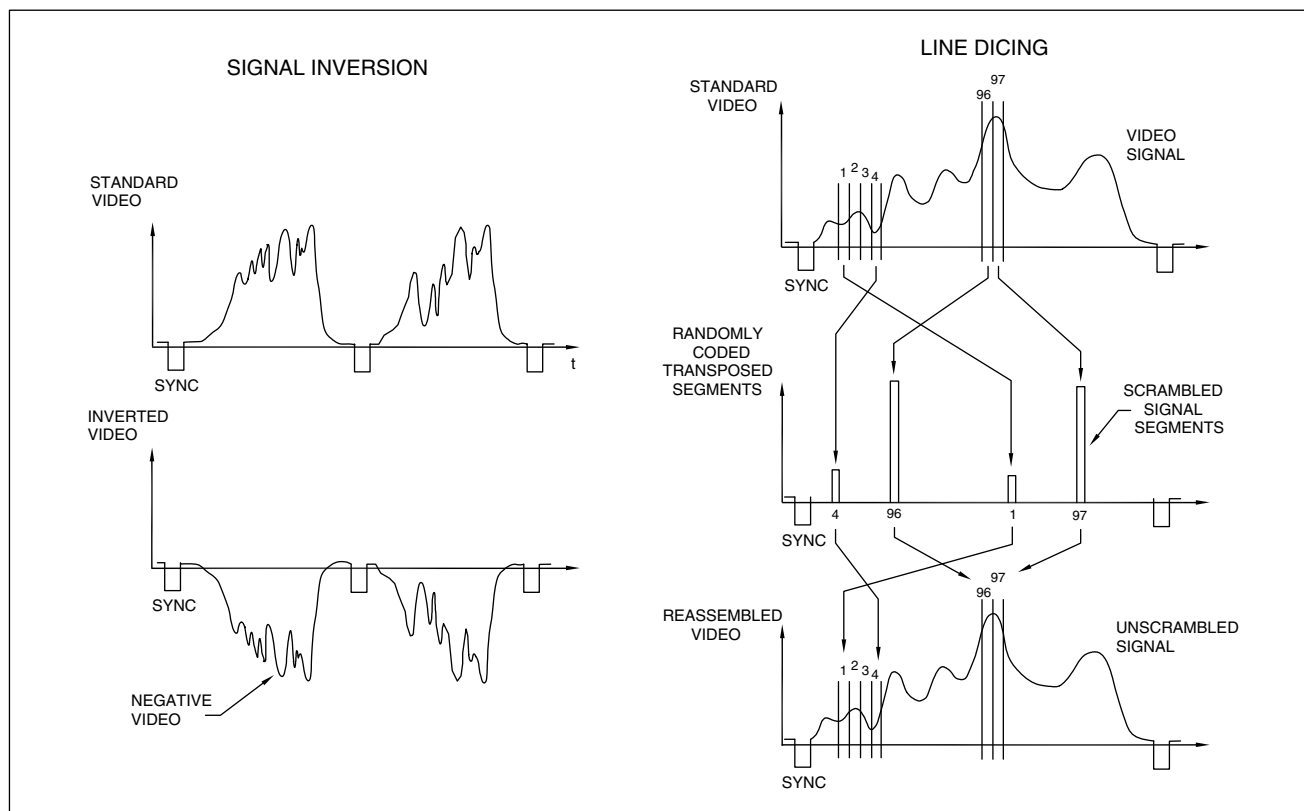 SIGNAL INVERSION
STANDARD
VIDEO
SYNC
t
INVERTED
VIDEO
SYNC
NEGATIVE
VIDEO
LINE DICING
STANDARD
VIDEO
97
96
VIDEO
SIGNAL
1 2 3 4
SYNC
RANDOMLY
CODED
TRANSPOSED
SEGMENTS
SCRAMBLED
SIGNAL
SEGMENTS
4 96 1 97
SYNC
97
96
REASSEMBLED
VIDEO
UNSCRAMBLED
SIGNAL
1 2 3 4
SYNC